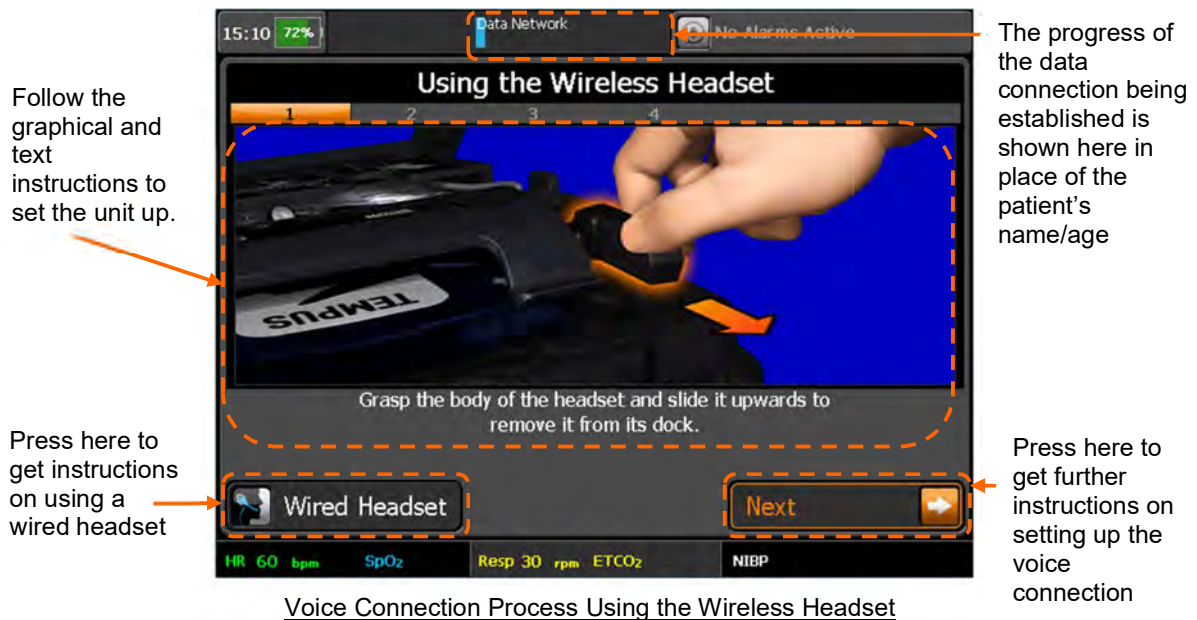 15:10 72%
Data Network
No Alarms Active
Using the Wireless Headset
1 2 3 4
TEMPUS
Grasp the body of the headset and slide it upwards to
remove it from its dock.
Wired Headset
Next
HR 60 bpm SpO₂ Resp 30 rpm ETCO₂ NIBP
Follow the
graphical and
text
instructions to
set the unit up.
Press here to
get instructions
on using a
wired headset
The progress of
the data
connection being
established is
shown here in
place of the
patient’s
name/age
Press here to
get further
instructions on
setting up the
voice
connection
Voice Connection Process Using the Wireless Headset